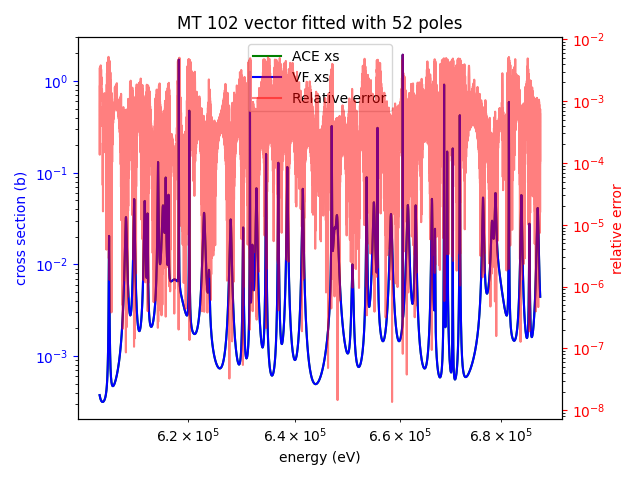 MT 102 vector fitted with 52 poles
ACE xs
VF xs
Relative error
cross section (b)
10⁰
10⁻¹
10⁻²
10⁻³
relative error
10⁻²
10⁻³
10⁻⁴
10⁻⁵
10⁻⁶
10⁻⁷
10⁻⁸
6.2 × 10⁵ 6.4 × 10⁵ 6.6 × 10⁵ 6.8 × 10⁵
energy (eV)